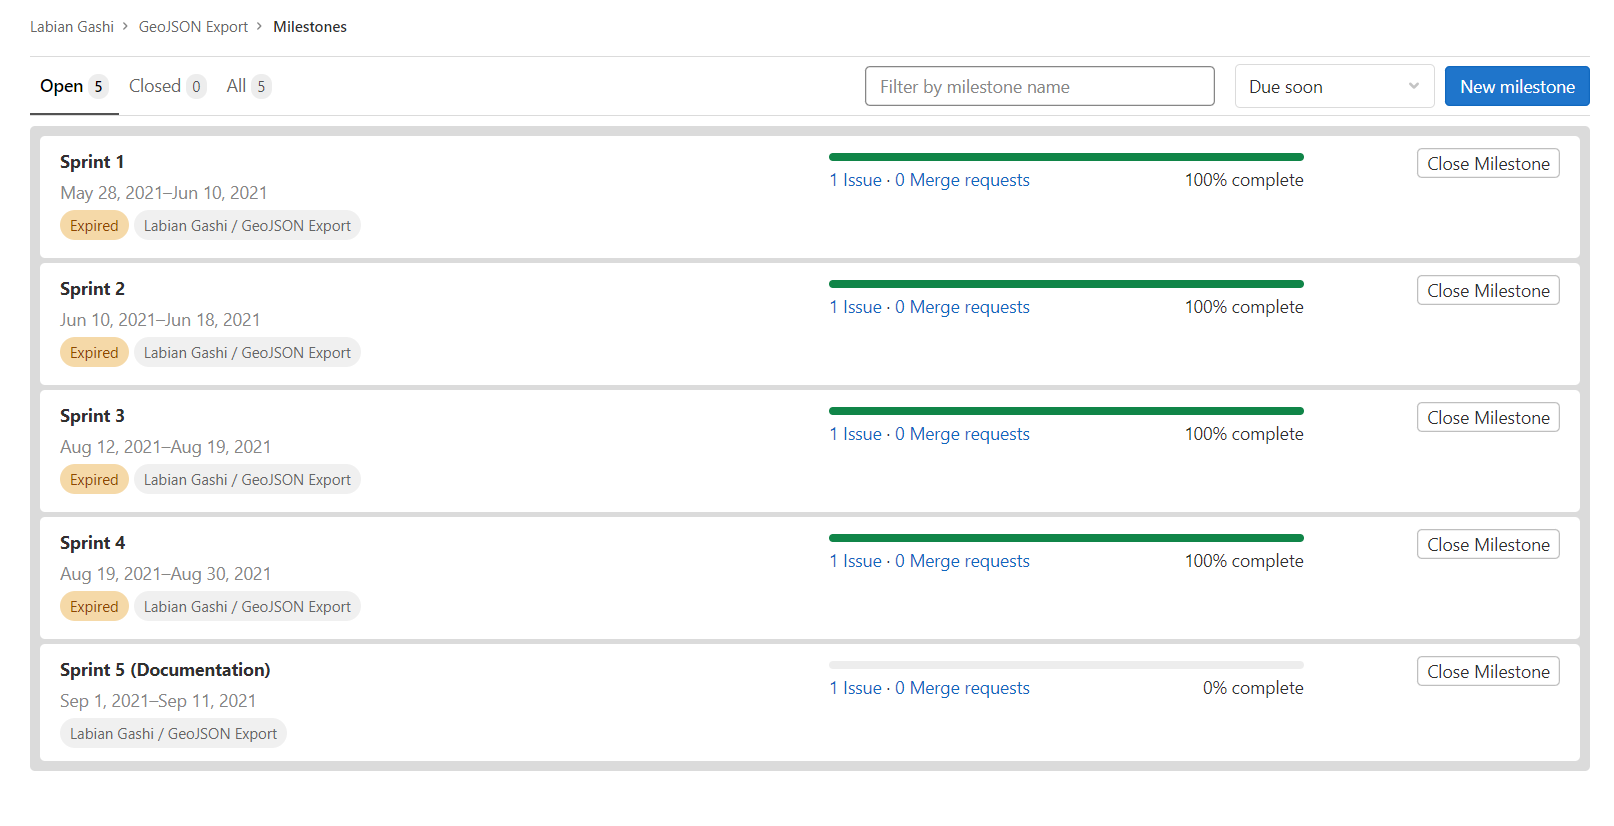 Labian Gashi > GeoJSON Export > Milestones
Open 5 Closed 0 All 5 Filter by milestone name Due soon New milestone
Sprint 1
May 28, 2021–Jun 10, 2021
Expired Labian Gashi / GeoJSON Export
1 Issue · 0 Merge requests 100% complete
Close Milestone
Sprint 2
Jun 10, 2021–Jun 18, 2021
Expired Labian Gashi / GeoJSON Export
1 Issue · 0 Merge requests 100% complete
Close Milestone
Sprint 3
Aug 12, 2021–Aug 19, 2021
Expired Labian Gashi / GeoJSON Export
1 Issue · 0 Merge requests 100% complete
Close Milestone
Sprint 4
Aug 19, 2021–Aug 30, 2021
Expired Labian Gashi / GeoJSON Export
1 Issue · 0 Merge requests 100% complete
Close Milestone
Sprint 5 (Documentation)
Sep 1, 2021–Sep 11, 2021
Labian Gashi / GeoJSON Export
1 Issue · 0 Merge requests 0% complete
Close Milestone